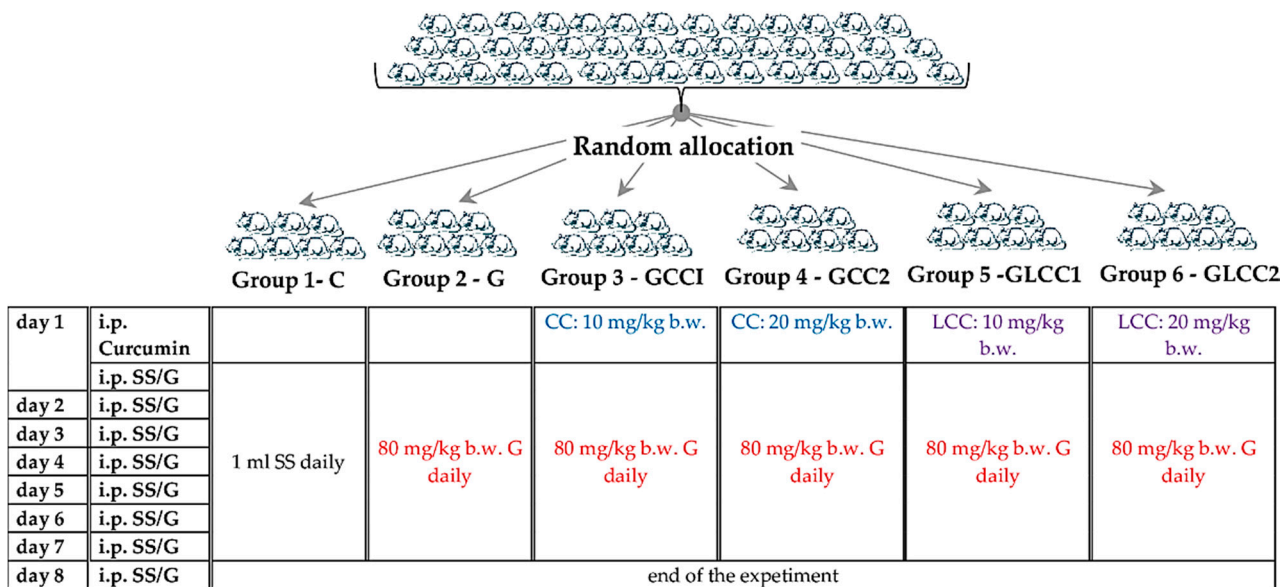 Random allocation
Group 1- C
Group 2 - G
Group 3 - GCCI
Group 4 - GCC2
Group 5 -GLCC1
Group 6 - GLCC2
day 1
i.p.
Curcumin
CC: 10 mg/kg b.w.
CC: 20 mg/kg b.w.
LCC: 10 mg/kg
b.w.
LCC: 20 mg/kg
b.w.
i.p. SS/G
day 2
i.p. SS/G
day 3
i.p. SS/G
day 4
i.p. SS/G
day 5
i.p. SS/G
day 6
i.p. SS/G
day 7
i.p. SS/G
1 ml SS daily
80 mg/kg b.w. G
daily
80 mg/kg b.w. G
daily
80 mg/kg b.w. G
daily
80 mg/kg b.w. G
daily
80 mg/kg b.w. G
daily
day 8
i.p. SS/G
end of the expetiment